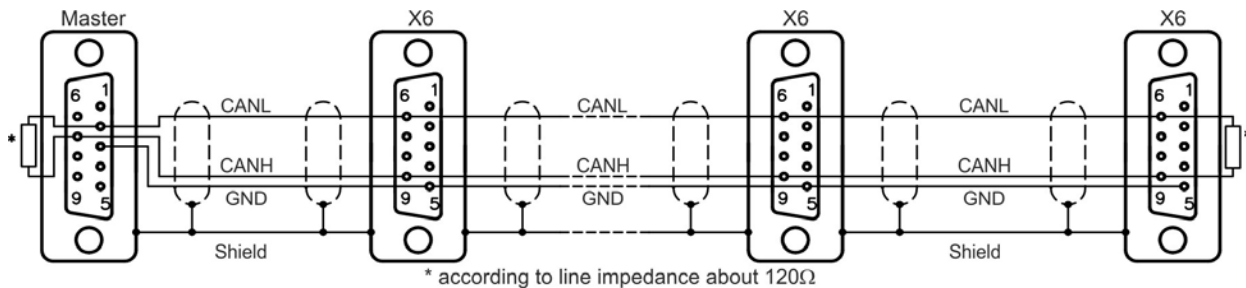 Master X6 X6 X6
6 1 6 1 6 1 6 1
CANL CANL CANL
* *
CANH CANH CANH
9 5 9 5 9 5 9 5
GND GND GND
Shield Shield
* according to line impedance about 120Ω